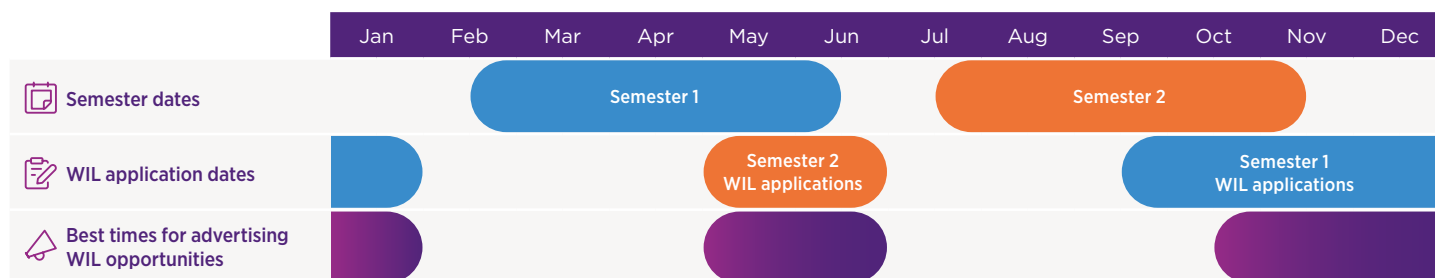 Jan Feb Mar Apr May Jun Jul Aug Sep Oct Nov Dec
Semester dates
Semester 1
Semester 2
WIL application dates
Semester 2
WIL applications
Semester 1
WIL applications
Best times for advertising
WIL opportunities